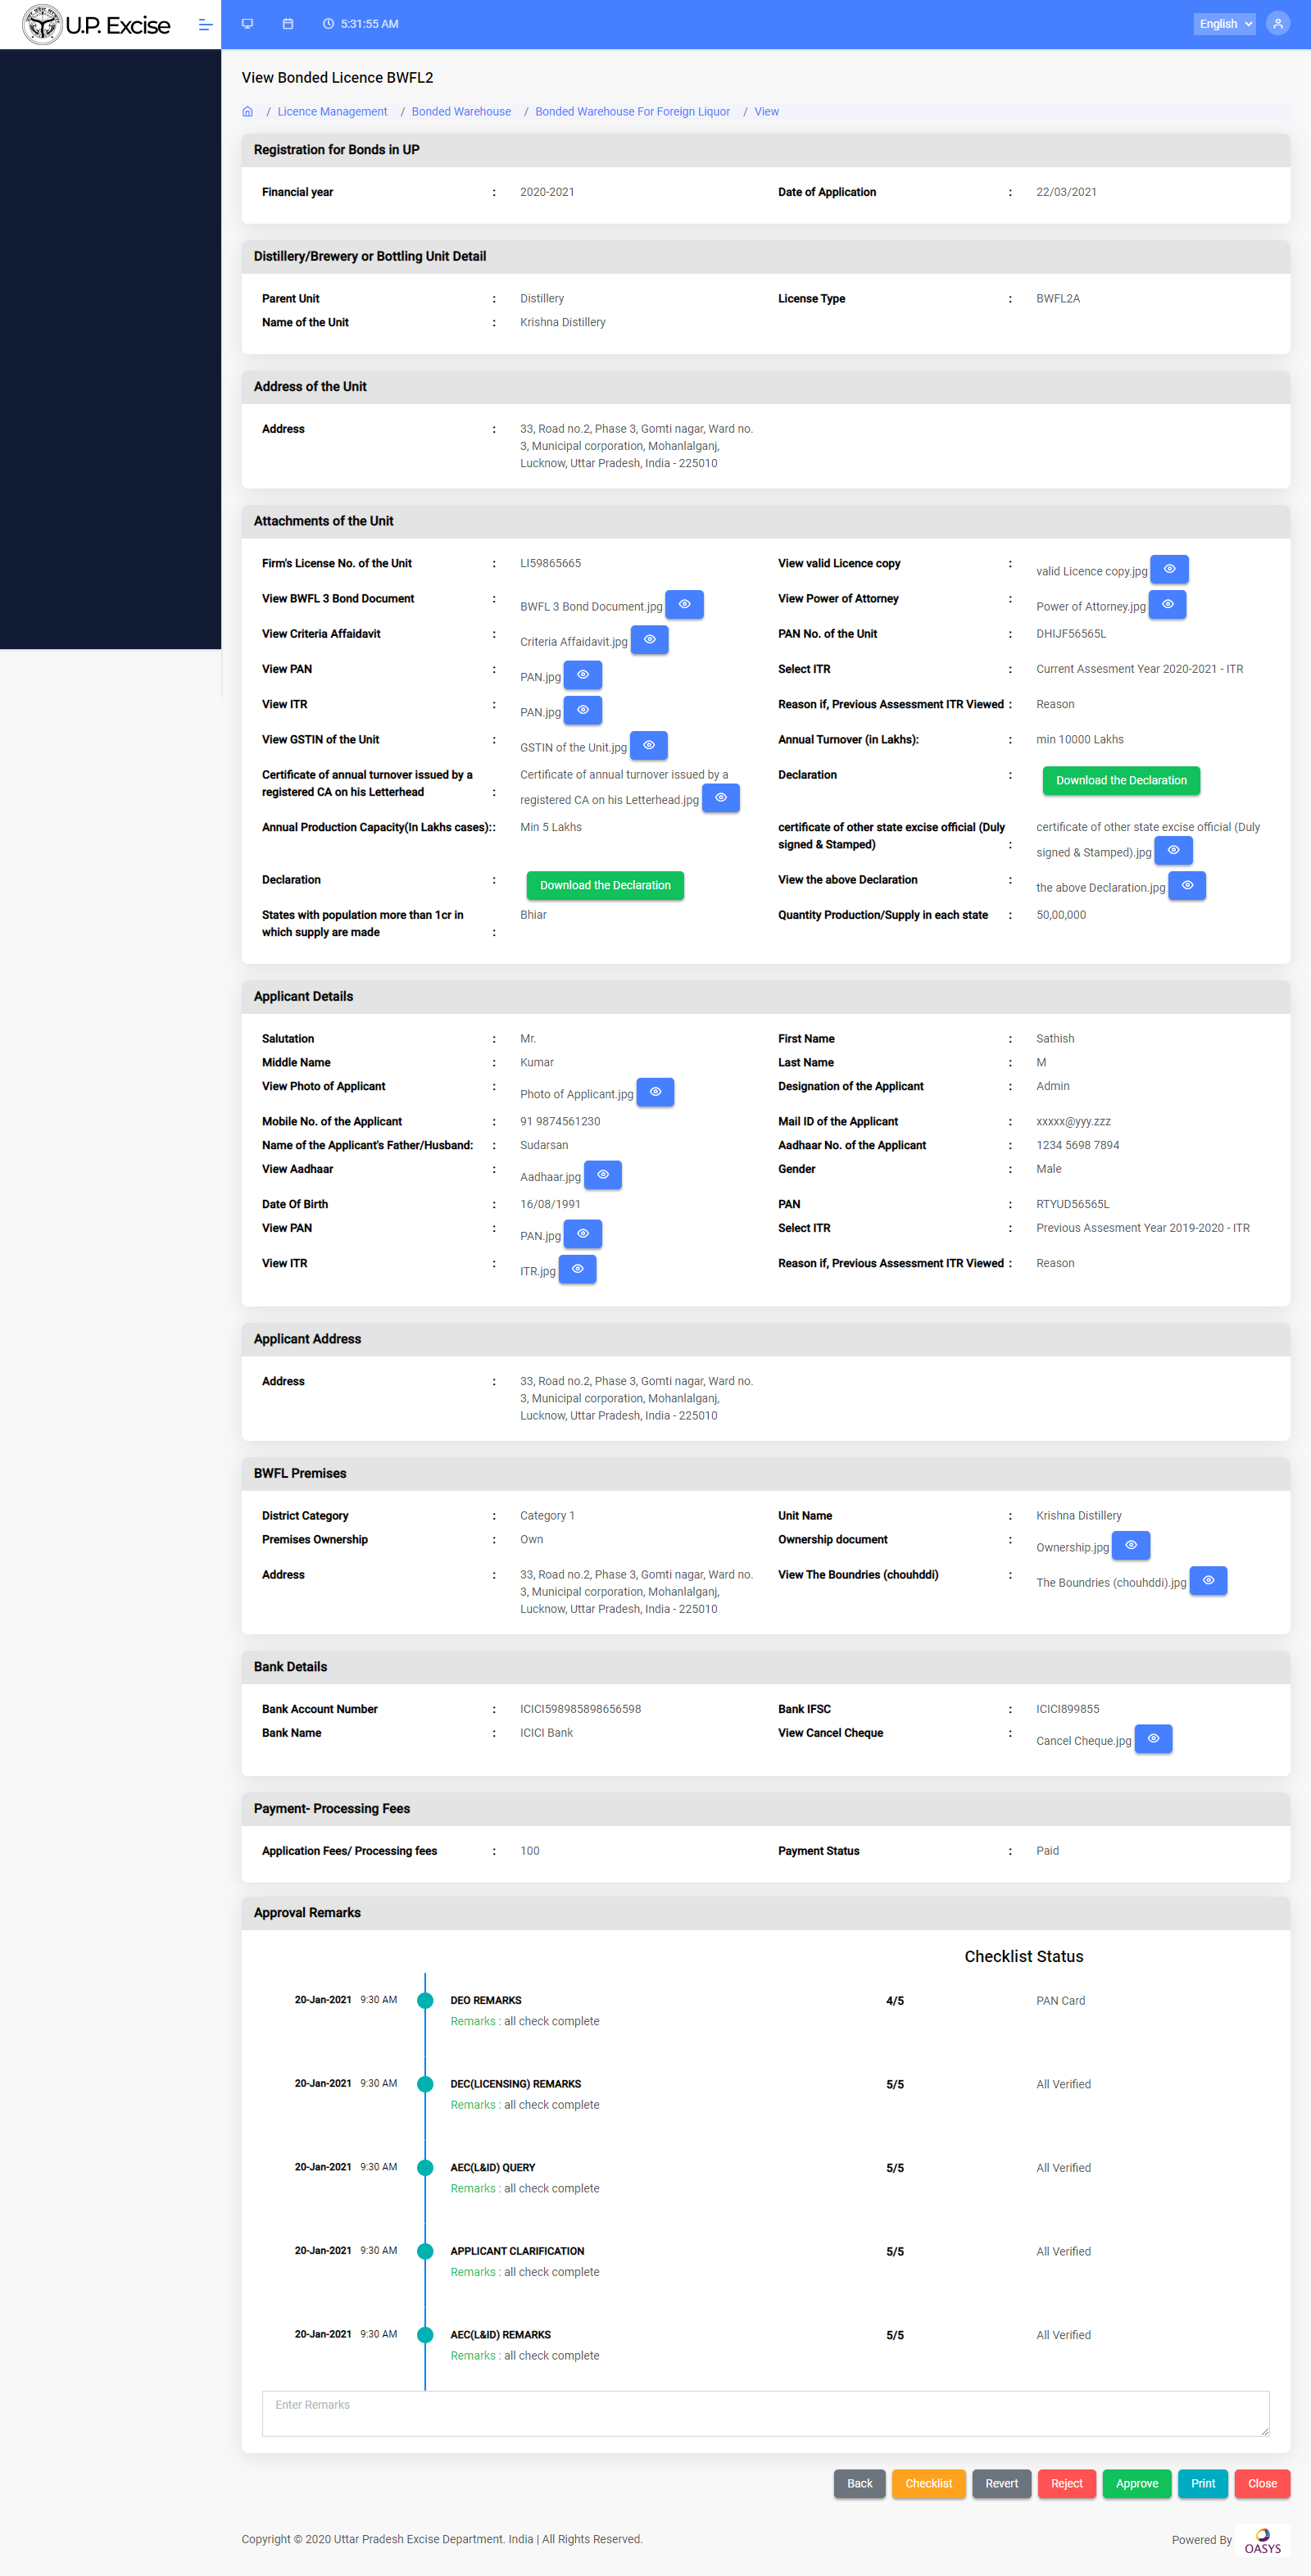 U.P. Excise
5:31:55 AM
English
View Bonded Licence BWFL2
/ Licence Management / Bonded Warehouse / Bonded Warehouse For Foreign Liquor / View
Registration for Bonds in UP
Financial year : 2020-2021 Date of Application : 22/03/2021
Distillery/Brewery or Bottling Unit Detail
Parent Unit : Distillery License Type : BWFL2A
Name of the Unit : Krishna Distillery
Address of the Unit
Address : 33, Road no.2, Phase 3, Gomti nagar, Ward no.
3, Municipal corporation, Mohanlalganj,
Lucknow, Uttar Pradesh, India - 225010
Attachments of the Unit
Firm's License No. of the Unit : LI59865665 View valid Licence copy : valid Licence copy.jpg
View BWFL 3 Bond Document : BWFL 3 Bond Document.jpg View Power of Attorney : Power of Attorney.jpg
View Criteria Affaidavit : Criteria Affaidavit.jpg PAN No. of the Unit : DHIJF56565L
View PAN : PAN.jpg Select ITR : Current Assesment Year 2020-2021 - ITR
View ITR : PAN.jpg Reason if, Previous Assessment ITR Viewed : Reason
View GSTIN of the Unit : GSTIN of the Unit.jpg Annual Turnover (in Lakhs): : min 10000 Lakhs
Certificate of annual turnover issued by a Certificate of annual turnover issued by a Declaration : Download the Declaration
registered CA on his Letterhead : registered CA on his Letterhead.jpg
Annual Production Capacity(In Lakhs cases):: Min 5 Lakhs certificate of other state excise official (Duly certificate of other state excise official (Duly
signed & Stamped) : signed & Stamped).jpg
Declaration : Download the Declaration View the above Declaration : the above Declaration.jpg
States with population more than 1cr in Bhiar Quantity Production/Supply in each state : 50,00,000
which supply are made :
Applicant Details
Salutation : Mr. First Name : Sathish
Middle Name : Kumar Last Name : M
View Photo of Applicant : Photo of Applicant.jpg Designation of the Applicant : Admin
Mobile No. of the Applicant : 91 9874561230 Mail ID of the Applicant : xxxxx@yyy.zzz
Name of the Applicant's Father/Husband: : Sudarsan Aadhaar No. of the Applicant : 1234 5698 7894
View Aadhaar : Aadhaar.jpg Gender : Male
Date Of Birth : 16/08/1991 PAN : RTYUD56565L
View PAN : PAN.jpg Select ITR : Previous Assesment Year 2019-2020 - ITR
View ITR : ITR.jpg Reason if, Previous Assessment ITR Viewed : Reason
Applicant Address
Address : 33, Road no.2, Phase 3, Gomti nagar, Ward no.
3, Municipal corporation, Mohanlalganj,
Lucknow, Uttar Pradesh, India - 225010
BWFL Premises
District Category : Category 1 Unit Name : Krishna Distillery
Premises Ownership : Own Ownership document : Ownership.jpg
Address : 33, Road no.2, Phase 3, Gomti nagar, Ward no. View The Boundries (chouhddi) : The Boundries (chouhddi).jpg
3, Municipal corporation, Mohanlalganj,
Lucknow, Uttar Pradesh, India - 225010
Bank Details
Bank Account Number : ICICI598985898656598 Bank IFSC : ICICI899855
Bank Name : ICICI Bank View Cancel Cheque : Cancel Cheque.jpg
Payment- Processing Fees
Application Fees/ Processing fees : 100 Payment Status : Paid
Approval Remarks
Checklist Status
20-Jan-2021 9:30 AM DEO REMARKS 4/5 PAN Card
Remarks : all check complete
20-Jan-2021 9:30 AM DEC(LICENSING) REMARKS 5/5 All Verified
Remarks : all check complete
20-Jan-2021 9:30 AM AEC(L&ID) QUERY 5/5 All Verified
Remarks : all check complete
20-Jan-2021 9:30 AM APPLICANT CLARIFICATION 5/5 All Verified
Remarks : all check complete
20-Jan-2021 9:30 AM AEC(L&ID) REMARKS 5/5 All Verified
Remarks : all check complete
Enter Remarks
Back Checklist Revert Reject Approve Print Close
Copyright © 2020 Uttar Pradesh Excise Department. India | All Rights Reserved. Powered By OASYS